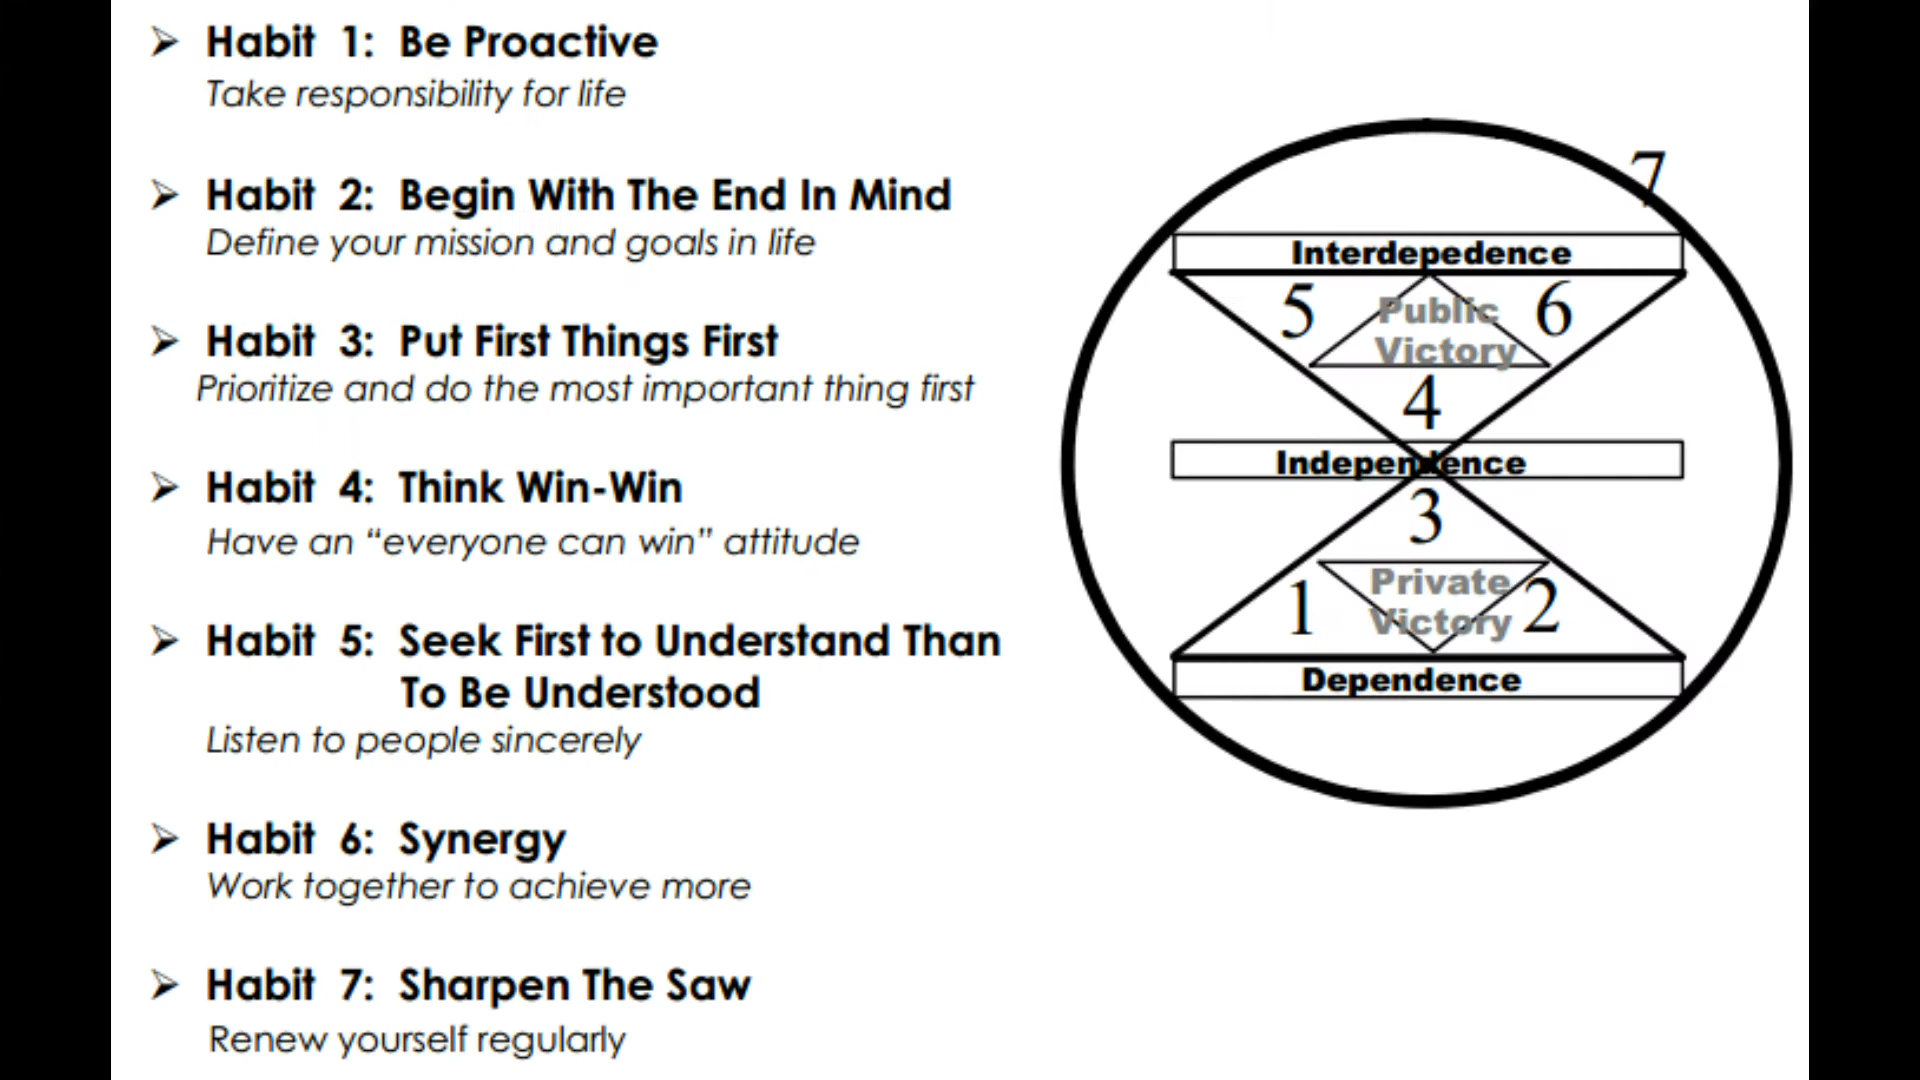 ➢ Habit 1: Be Proactive
Take responsibility for life
➢ Habit 2: Begin With The End In Mind
Define your mission and goals in life
➢ Habit 3: Put First Things First
Prioritize and do the most important thing first
➢ Habit 4: Think Win-Win
Have an “everyone can win” attitude
➢ Habit 5: Seek First to Understand Than
To Be Understood
Listen to people sincerely
➢ Habit 6: Synergy
Work together to achieve more
➢ Habit 7: Sharpen The Saw
Renew yourself regularly
7
Interdepedence
5 Public 6
Victory
4
Independence
3
1 Private 2
Victory
Dependence